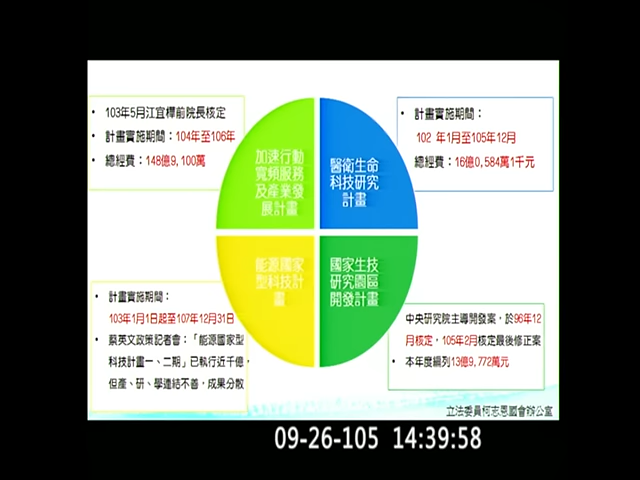 • 103年5月江宜樺前院長核定
• 計畫實施期間：104年至106年
• 總經費：148億9,100萬
加速行動
寬頻服務
及產業發
展計畫
醫衛生命
科技研究
計畫
• 計畫實施期間：
102 年1月至105年12月
總經費：16億0,584萬1千元
• 計畫實施期間：
103年1月1日起至107年12月31日
• 蔡英文政策記者會：「能源國家型
科技計畫一、二期」已執行近千億，
但產、研、學連結不善，成果分散
能源國家
型科技計
畫
國家生技
研究園區
開發計畫
中央研究院主導開發案，於96年12
月核定，105年2月核定最後修正案
• 本年度編列13億9,772萬元
立法委員柯志恩國會辦公室
09-26-105 14:39:58